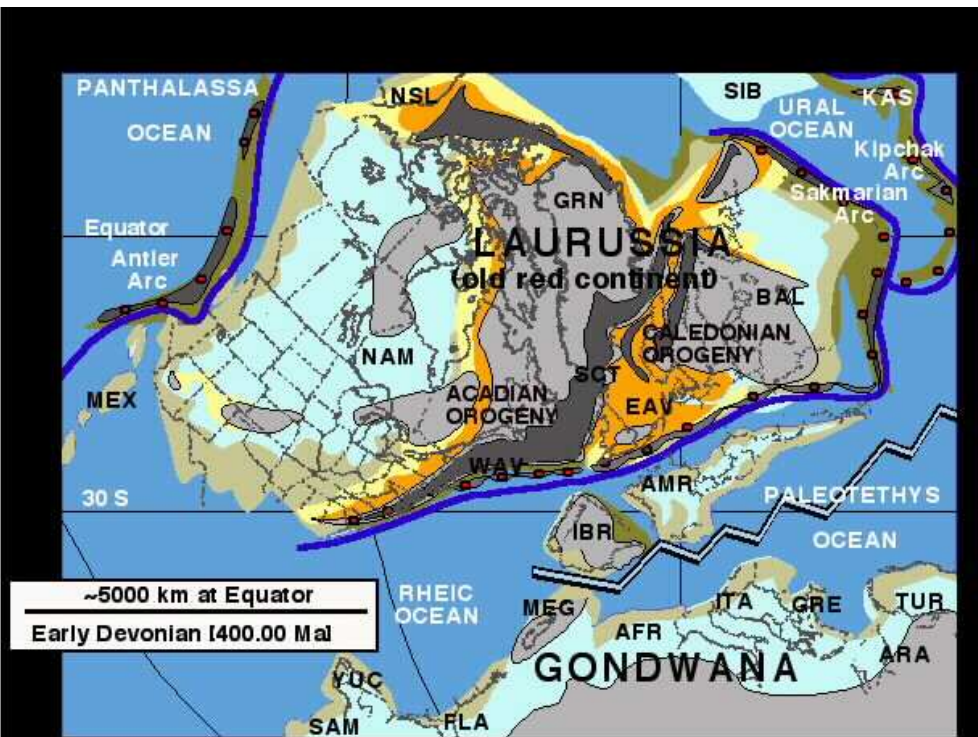 PANTHALASSA
OCEAN
NSL
SIB
URAL
OCEAN
KAS
Kipchak
Arc
Sakmarian
Arc
GRN
Equator
Antler
Arc
LAURUSSIA
(old red continent)
BAL
CALEDONIAN
OROGENY
NAM
SCT
MEX
ACADIAN
OROGENY
EAV
WAV
AMR
30 S
PALEOTETHYS
OCEAN
IBR
~5000 km at Equator
Early Devonian [400.00 Ma]
RHEIC
OCEAN
MEG
ITA
GRE
TUR
AFR
ARA
GONDWANA
YUC
SAM
FLA